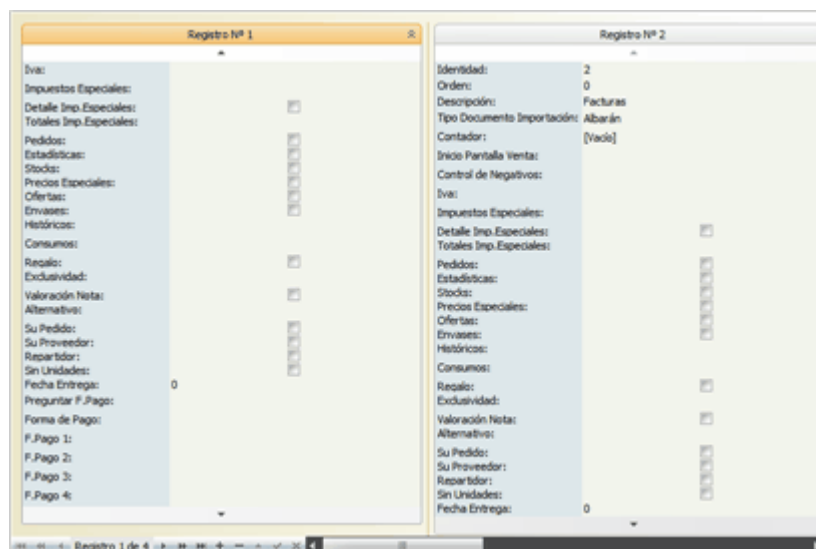 Registro Nº 1
Iva:
Impuestos Especiales:
Detalle Imp.Especiales:
Totales Imp.Especiales:
Pedidos:
Estadísticas:
Stocks:
Precios Especiales:
Ofertas:
Envases:
Históricos:
Consumos:
Regalo:
Exclusividad:
Valoración Nota:
Alternativo:
Su Pedido:
Su Proveedor:
Repartidor:
Sin Unidades:
Fecha Entrega: 0
Preguntar F.Pago:
Forma de Pago:
F.Pago 1:
F.Pago 2:
F.Pago 3:
F.Pago 4:
Registro 1 de 4
Registro Nº 2
Identidad: 2
Orden: 0
Descripción: Facturas
Tipo Documento Importación: Albarán
Contador: [Vacío]
Inicio Pantalla Venta:
Control de Negativos:
Iva:
Impuestos Especiales:
Detalle Imp.Especiales:
Totales Imp.Especiales:
Pedidos:
Estadísticas:
Stocks:
Precios Especiales:
Ofertas:
Envases:
Históricos:
Consumos:
Regalo:
Exclusividad:
Valoración Nota:
Alternativo:
Su Pedido:
Su Proveedor:
Repartidor:
Sin Unidades:
Fecha Entrega: 0